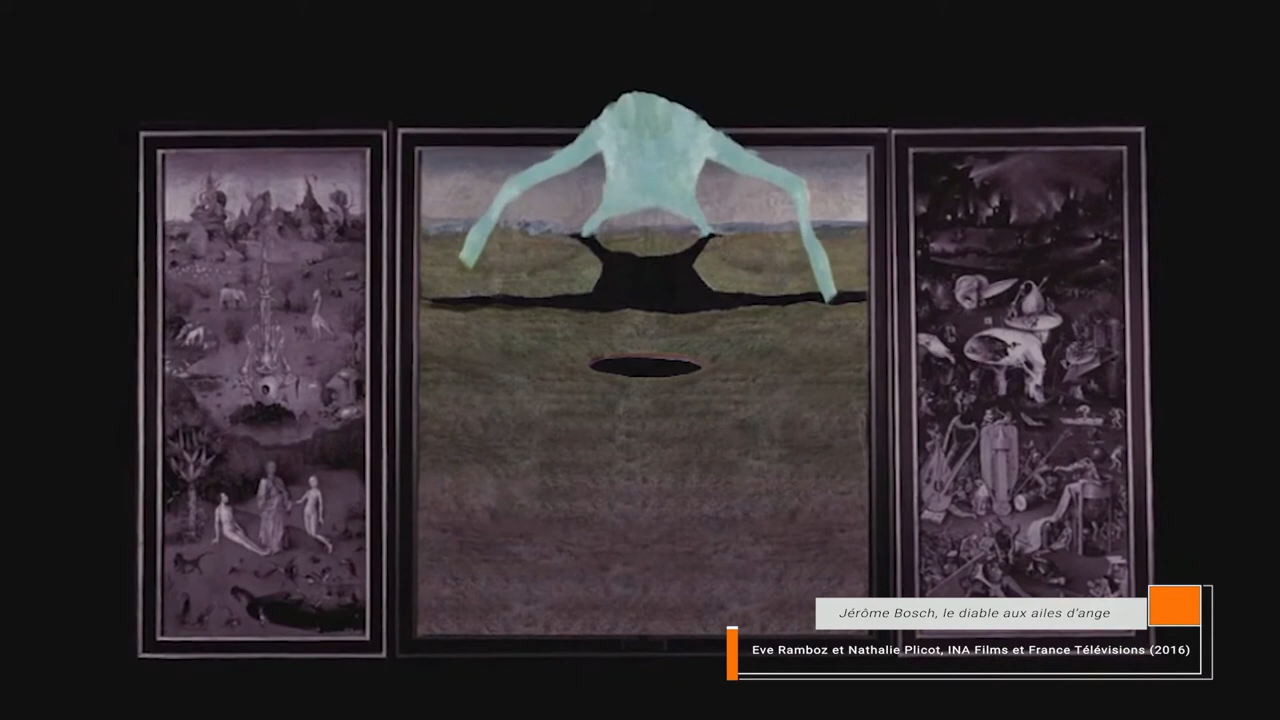 Jérôme Bosch, le diable aux ailes d'ange
Eve Ramboz et Nathalie Plicot, INA Films et France Télévisions (2016)